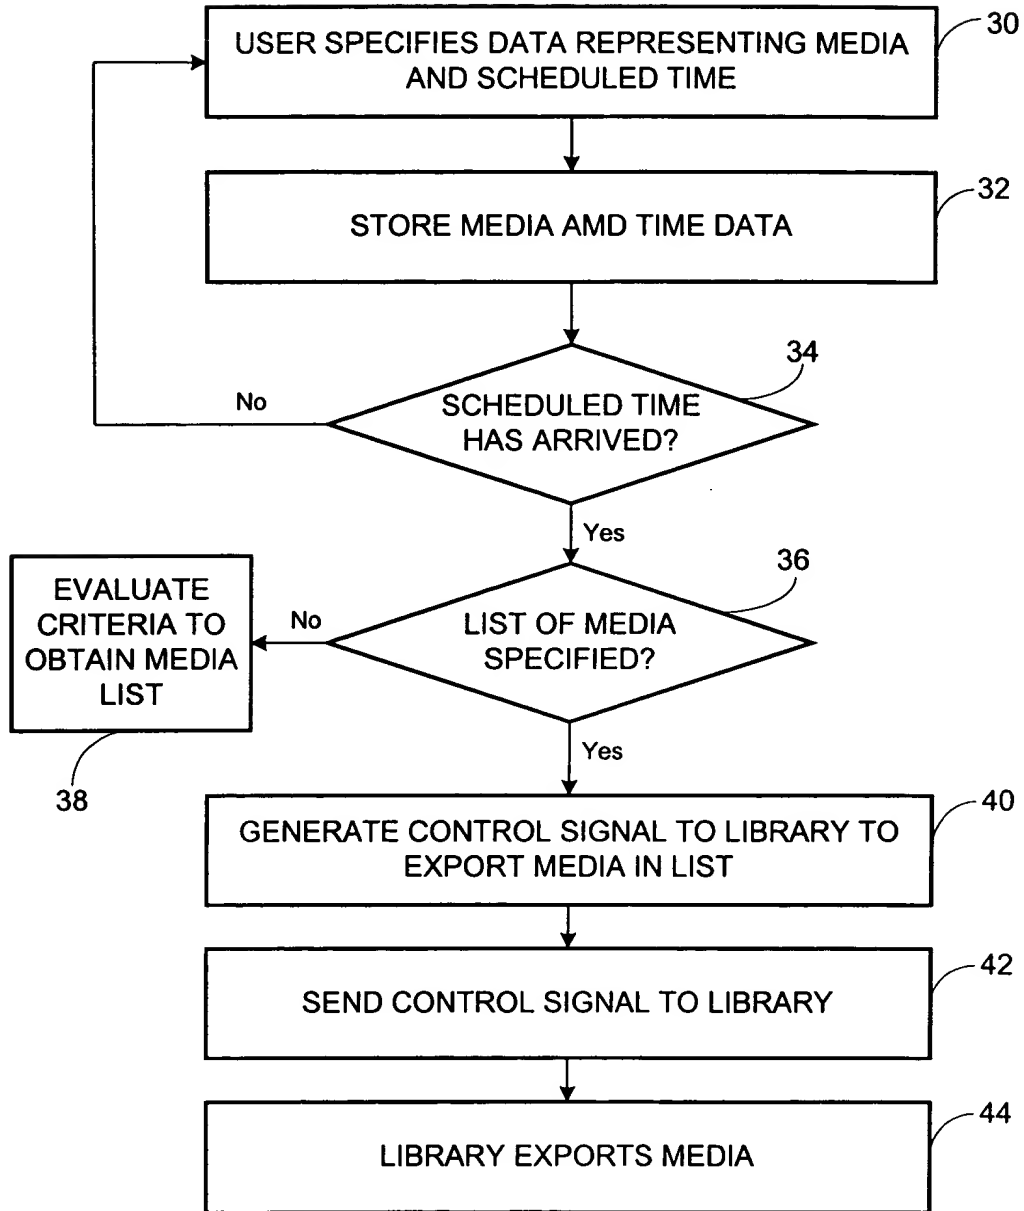 USER SPECIFIES DATA REPRESENTING MEDIA
AND SCHEDULED TIME
30
STORE MEDIA AMD TIME DATA
32
34
SCHEDULED TIME
HAS ARRIVED?
No
Yes
36
LIST OF MEDIA
SPECIFIED?
No
EVALUATE
CRITERIA TO
OBTAIN MEDIA
LIST
38
Yes
40
GENERATE CONTROL SIGNAL TO LIBRARY TO
EXPORT MEDIA IN LIST
42
SEND CONTROL SIGNAL TO LIBRARY
44
LIBRARY EXPORTS MEDIA